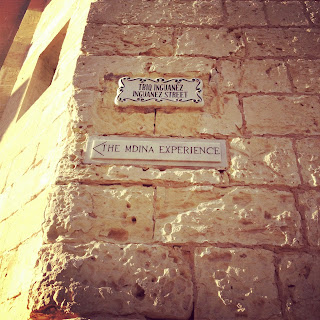 TRIQ INGUANEZ
INGUANEZ STREET
THE MDINA EXPERIENCE